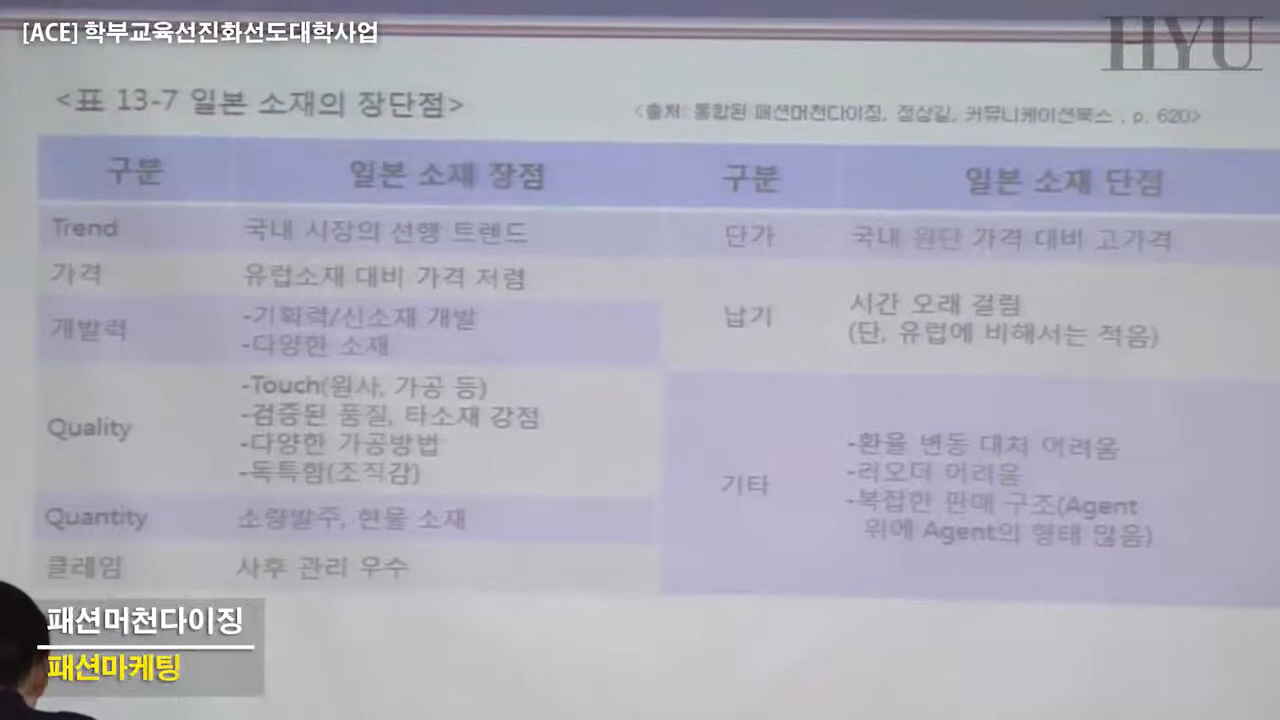 [ACE] 학부교육선진화선도대학사업
HYU
<표 13-7 일본 소재의 장단점>
<출처: 통합된 패션머천다이징, 정상길, 커뮤니케이션북스 , p. 620>
구분 일본 소재 장점 구분 일본 소재 단점
Trend 국내 시장의 선행 트렌드
가격 유럽소재 대비 가격 저렴
개발력 -기획력/신소재 개발
-다양한 소재
Quality -Touch(원사, 가공 등)
-검증된 품질, 타소재 강점
-다양한 가공방법
-독특함(조직감)
Quantity 소량발주, 현물 소재
클레임 사후 관리 우수
단가 국내 원단 가격 대비 고가격
납기 시간 오래 걸림
(단, 유럽에 비해서는 적음)
기타 -환율 변동 대처 어려움
-리오더 어려움
-복잡한 판매 구조(Agent
위에 Agent의 형태 많음)
패션머천다이징
패션마케팅